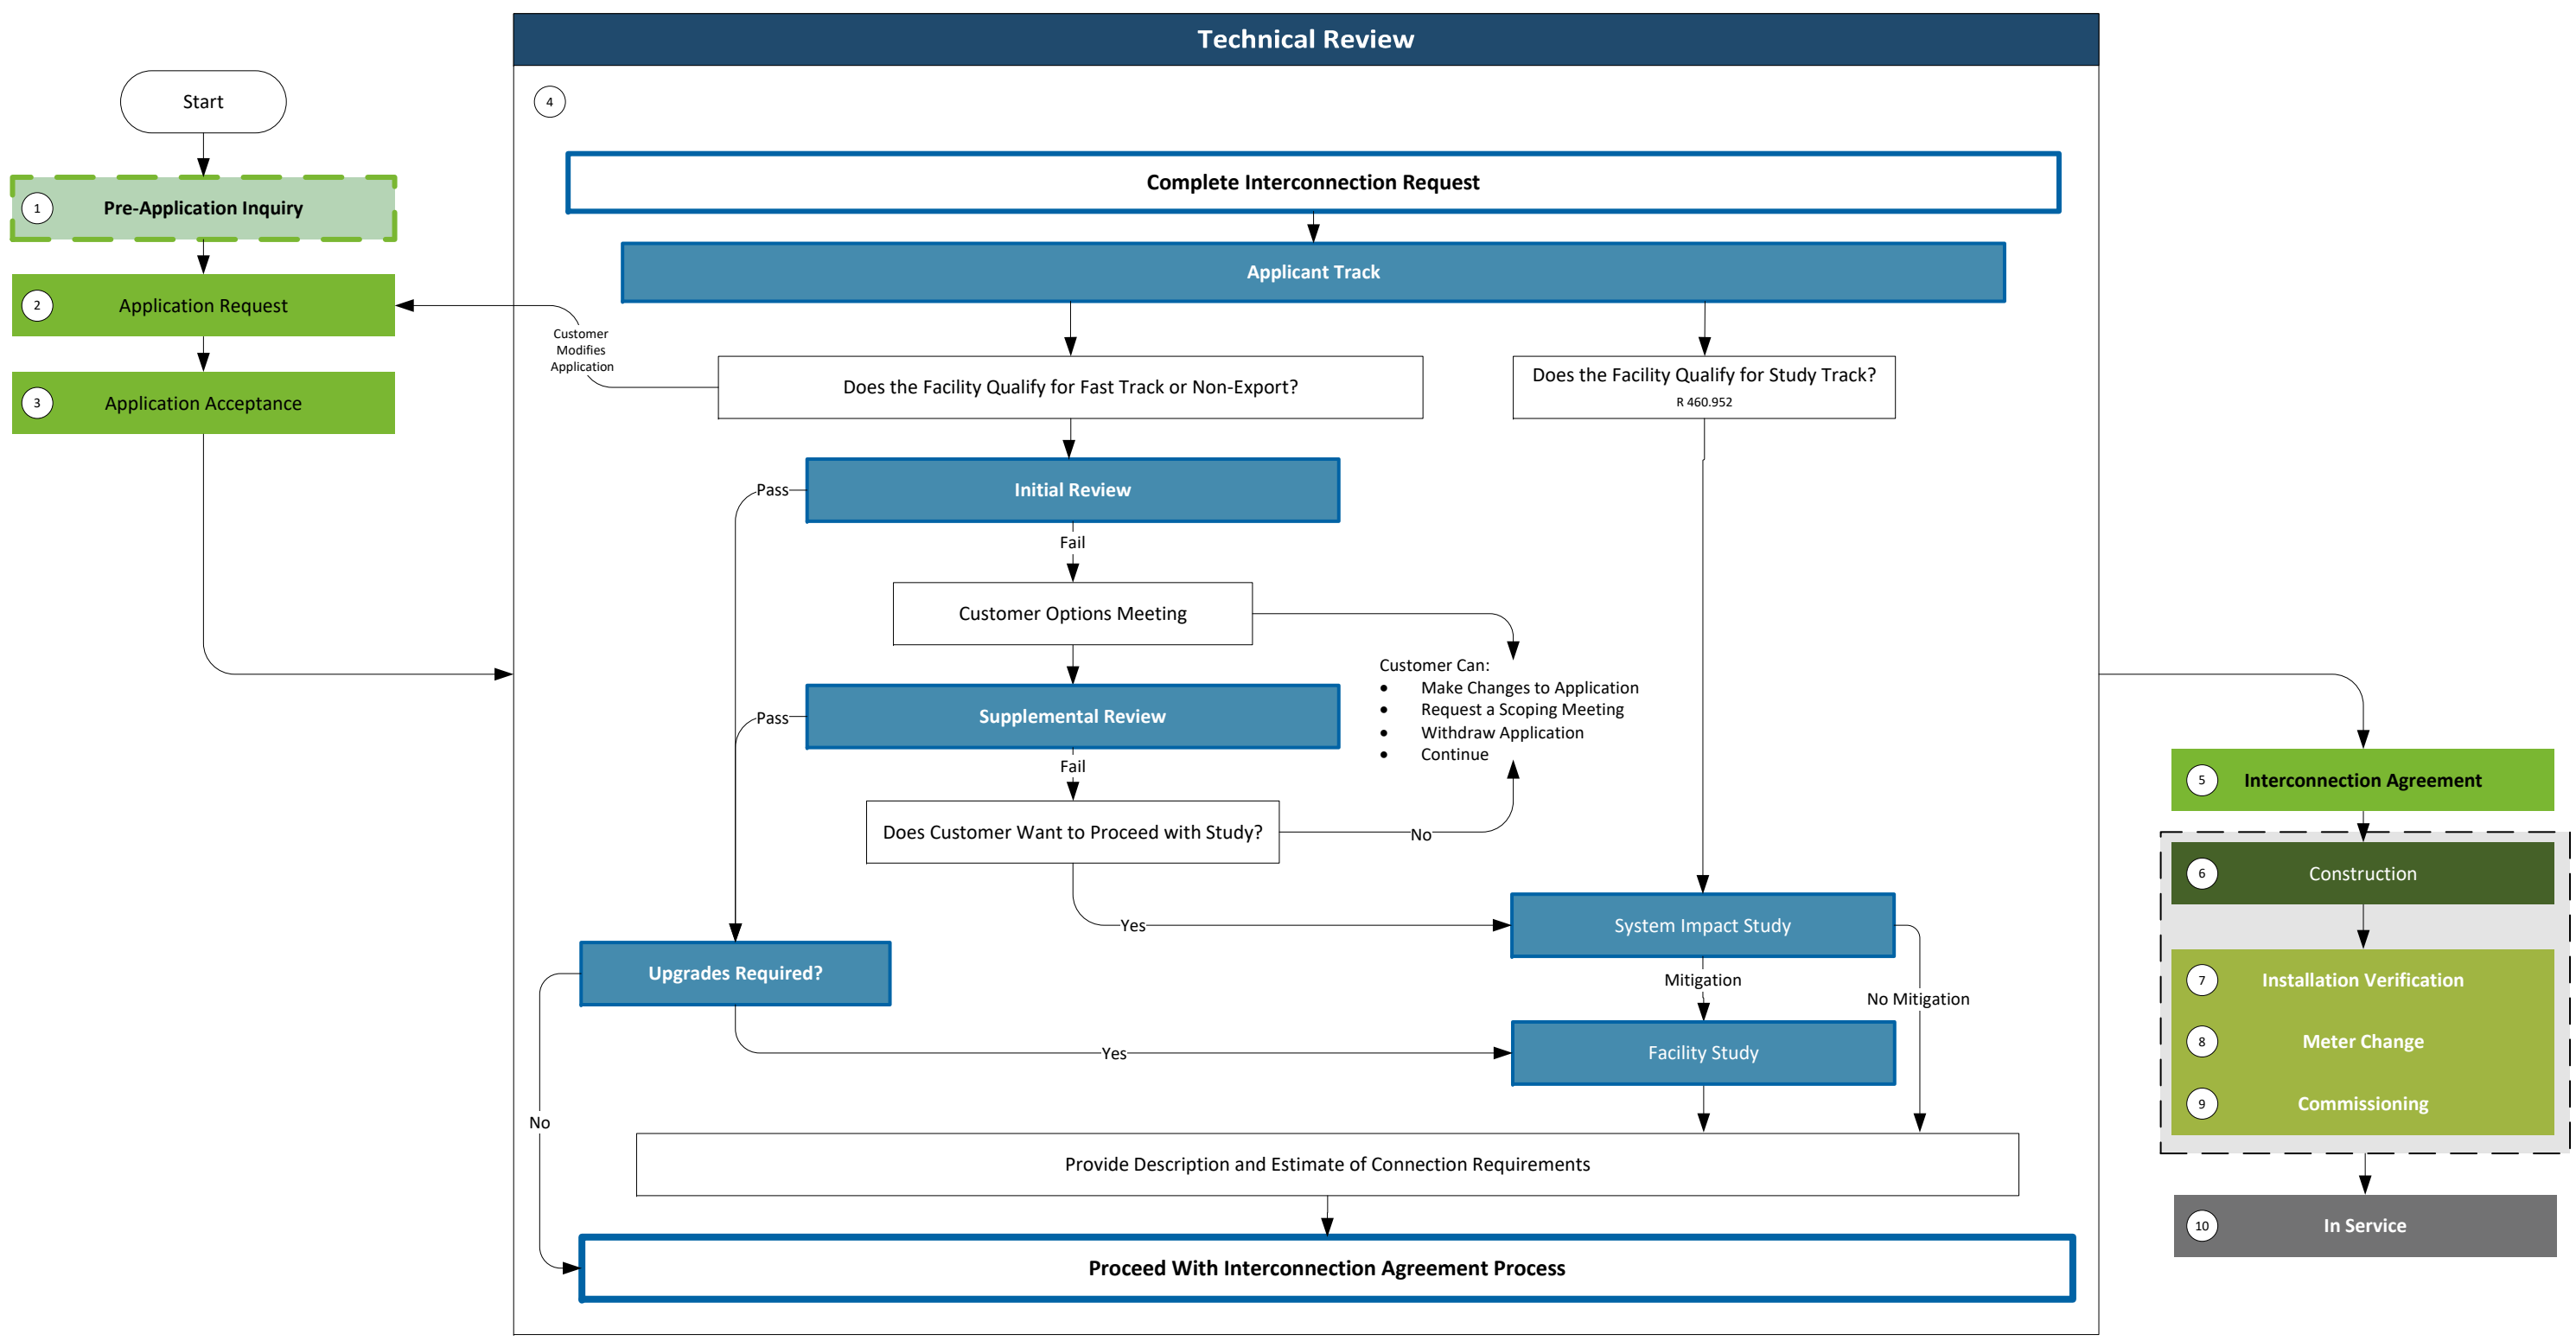 Technical Review
Start
4
1
Pre-Application Inquiry
2
Application Request
3
Application Acceptance
Complete Interconnection Request
Applicant Track
Customer
Modifies
Application
Does the Facility Qualify for Fast Track or Non-Export?
Does the Facility Qualify for Study Track?
R 460.952
Pass
Initial Review
Fail
Customer Options Meeting
Customer Can:
• Make Changes to Application
• Request a Scoping Meeting
• Withdraw Application
• Continue
Pass
Supplemental Review
Fail
Does Customer Want to Proceed with Study?
No
Yes
System Impact Study
Upgrades Required?
Mitigation
No Mitigation
Yes
Facility Study
No
Provide Description and Estimate of Connection Requirements
Proceed With Interconnection Agreement Process
5
Interconnection Agreement
6
Construction
7
Installation Verification
8
Meter Change
9
Commissioning
10
In Service